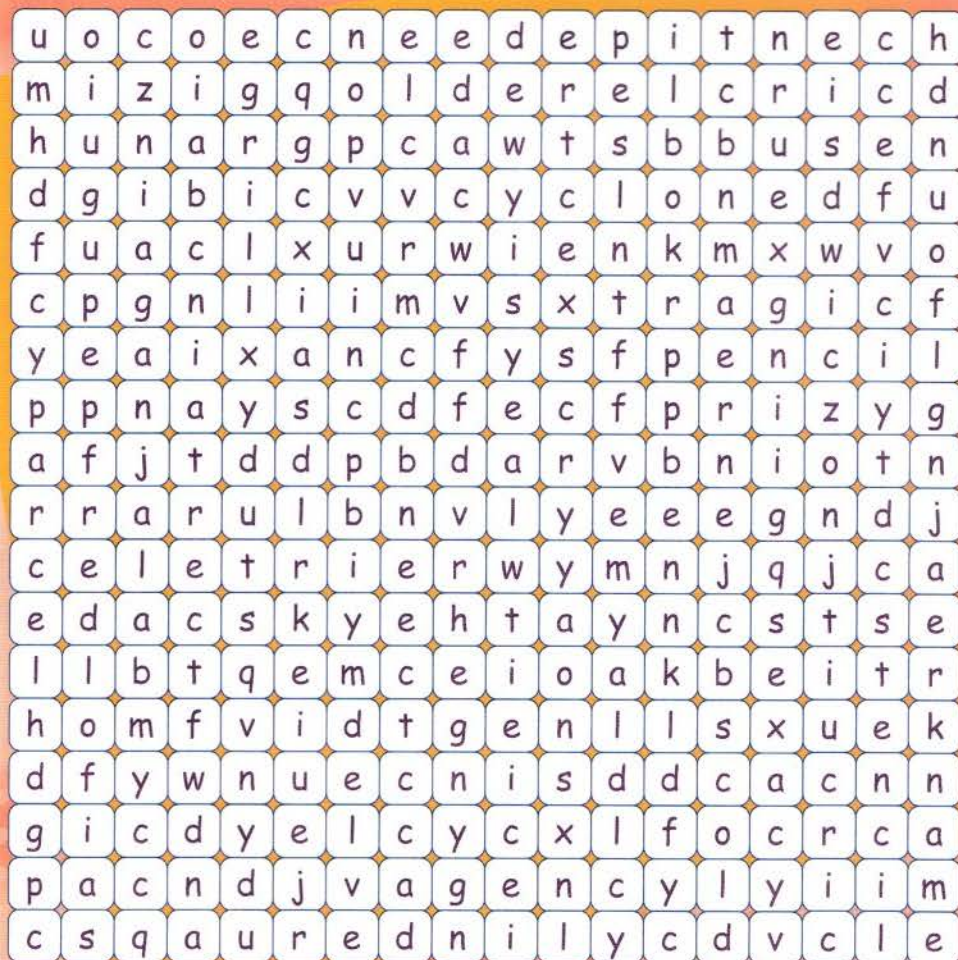 u o c o e c n e e d e p i t n e c h
m i z i g q o l d e r e l c r i c d
h u n a r g p c a w t s b b u s e n
d g i b i c v v c y c l o n e d f u
f u a c l x u r w i e n k m x w v o
c p g n l i i m v s x t r a g i c f
y e a i x a n c f y s f p e n c i l
p p n a y s c d f e c f p r i z y g
a f j t d d p b d a r v b n i o t n
r r a r u l b n v l y e e e g n d j
c e l e t r i e r w y m n j q j c a
e d a c s k y e h t a y n c s t s e
l l b t q e m c e i o a k b e i t r
h o m f v i d t g e n l l s x u e k
d f y w n u e c n i s d d c a c n n
g i c d y e l c y c x l f o c r c a
p a c n d j v a g e n c y l y i i m
c s q a u r e d n i l y c d v c l e